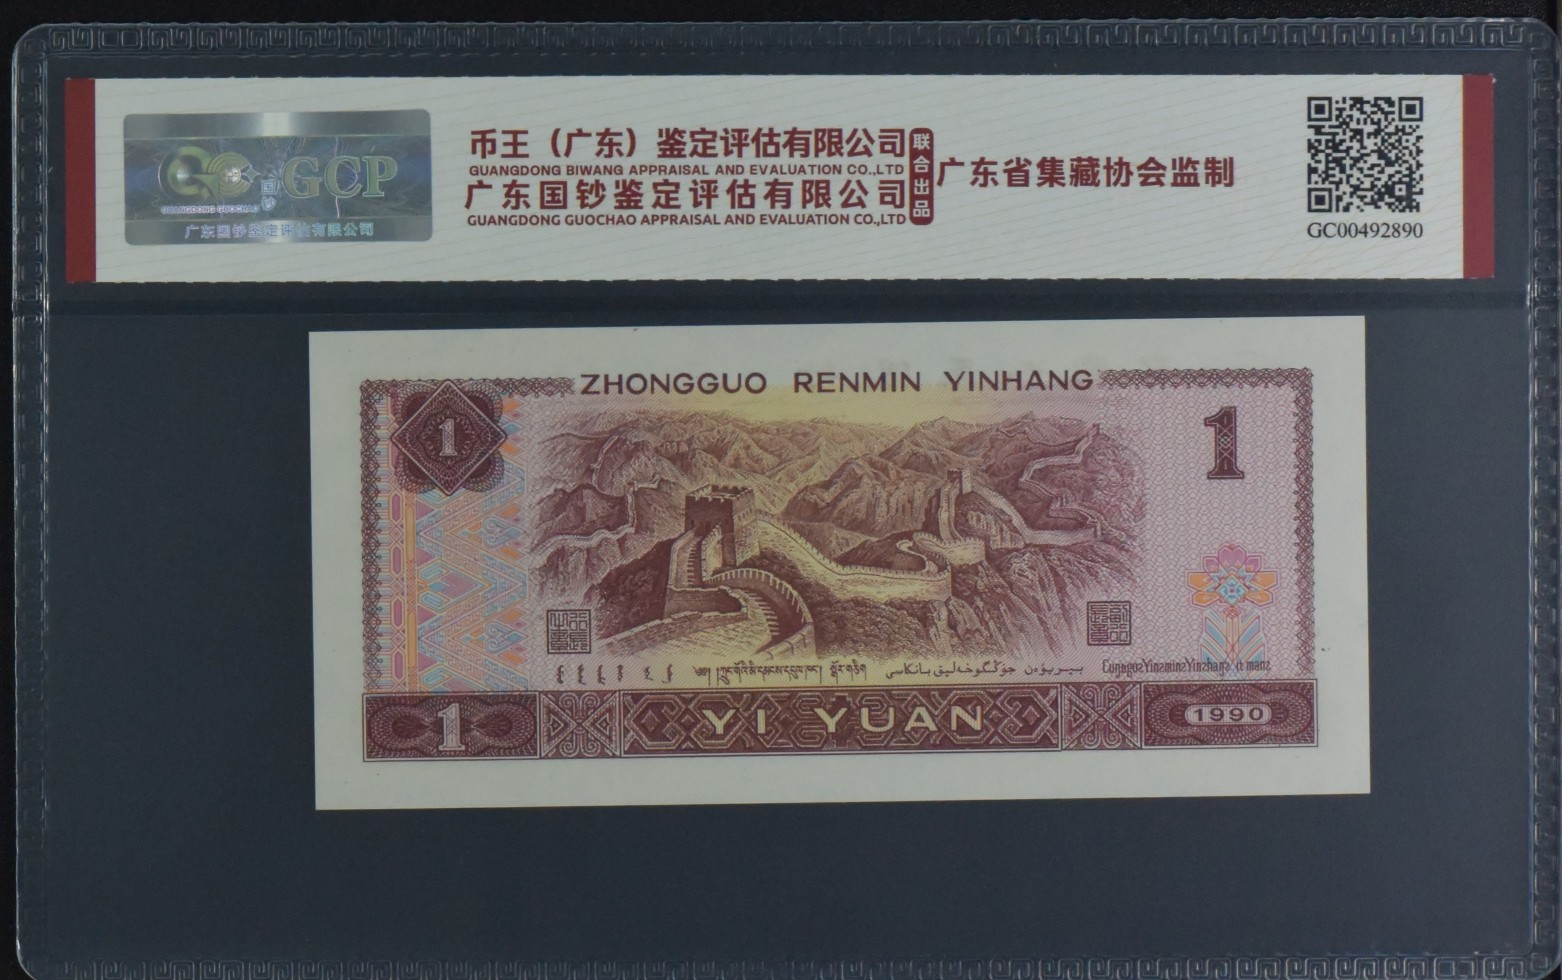 GCP
GUANGDONG GUOCHAO
国钞
广东国钞鉴定评估有限公司
币王（广东）鉴定评估有限公司
GUANGDONG BIWANG APPRAISAL AND EVALUATION CO.,LTD
广东国钞鉴定评估有限公司
GUANGDONG GUOCHAO APPRAISAL AND EVALUATION CO.,LTD
联合出品
广东省集藏协会监制
GC00492890
ZHONGGUO RENMIN YINHANG
1
1
1
YI YUAN
1990